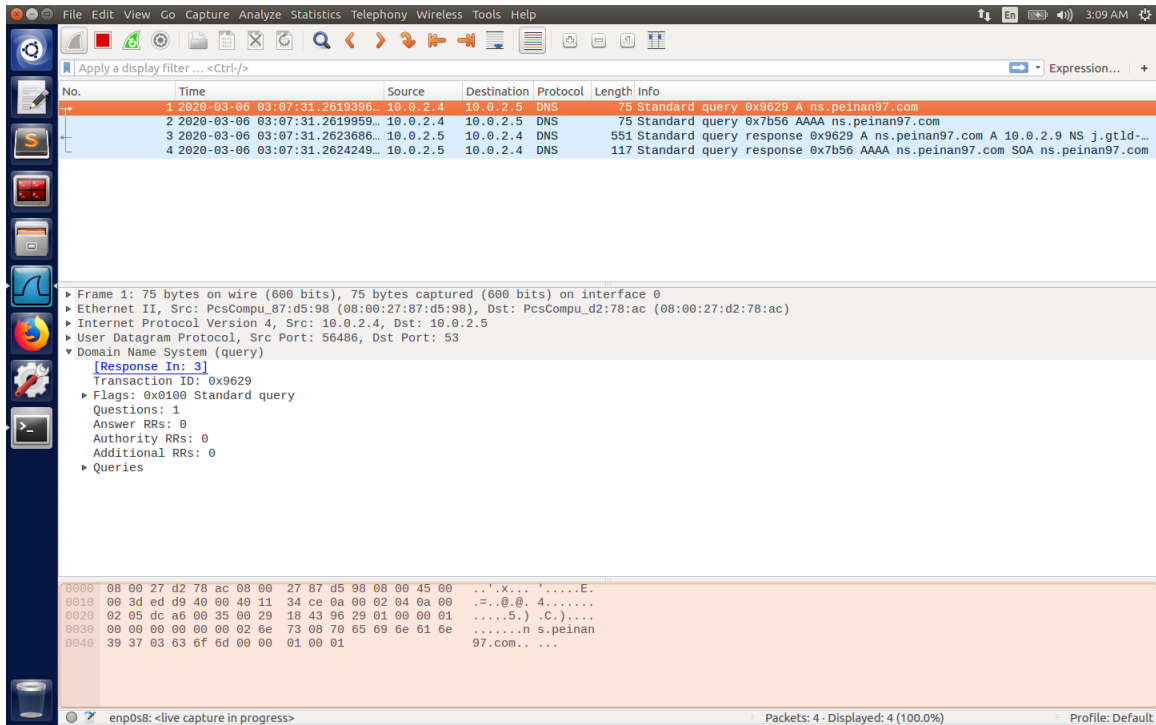 File Edit View Go Capture Analyze Statistics Telephony Wireless Tools Help En 3:09 AM
Apply a display filter … <Ctrl-/> Expression… +
No. Time Source Destination Protocol Length Info
1 2020-03-06 03:07:31.2619396… 10.0.2.4 10.0.2.5 DNS 75 Standard query 0x9629 A ns.peinan97.com
2 2020-03-06 03:07:31.2619959… 10.0.2.4 10.0.2.5 DNS 75 Standard query 0x7b56 AAAA ns.peinan97.com
3 2020-03-06 03:07:31.2623686… 10.0.2.5 10.0.2.4 DNS 551 Standard query response 0x9629 A ns.peinan97.com A 10.0.2.9 NS j.gtld-…
4 2020-03-06 03:07:31.2624249… 10.0.2.5 10.0.2.4 DNS 117 Standard query response 0x7b56 AAAA ns.peinan97.com SOA ns.peinan97.com
Frame 1: 75 bytes on wire (600 bits), 75 bytes captured (600 bits) on interface 0
Ethernet II, Src: PcsCompu_87:d5:98 (08:00:27:87:d5:98), Dst: PcsCompu_d2:78:ac (08:00:27:d2:78:ac)
Internet Protocol Version 4, Src: 10.0.2.4, Dst: 10.0.2.5
User Datagram Protocol, Src Port: 56486, Dst Port: 53
Domain Name System (query)
[Response In: 3]
Transaction ID: 0x9629
Flags: 0x0100 Standard query
Questions: 1
Answer RRs: 0
Authority RRs: 0
Additional RRs: 0
Queries
0000 08 00 27 d2 78 ac 08 00 27 87 d5 98 08 00 45 00 ..'.x... '.....E.
0010 00 3d ed d9 40 00 40 11 34 ce 0a 00 02 04 0a 00 .=..@.@. 4.......
0020 02 05 dc a6 00 35 00 29 18 43 96 29 01 00 00 01 .....5.) .C.)....
0030 00 00 00 00 00 00 02 6e 73 08 70 65 69 6e 61 6e .......n s.peinan
0040 39 37 03 63 6f 6d 00 00 01 00 01 97.com.. ...
enp0s8: <live capture in progress> Packets: 4 · Displayed: 4 (100.0%) Profile: Default